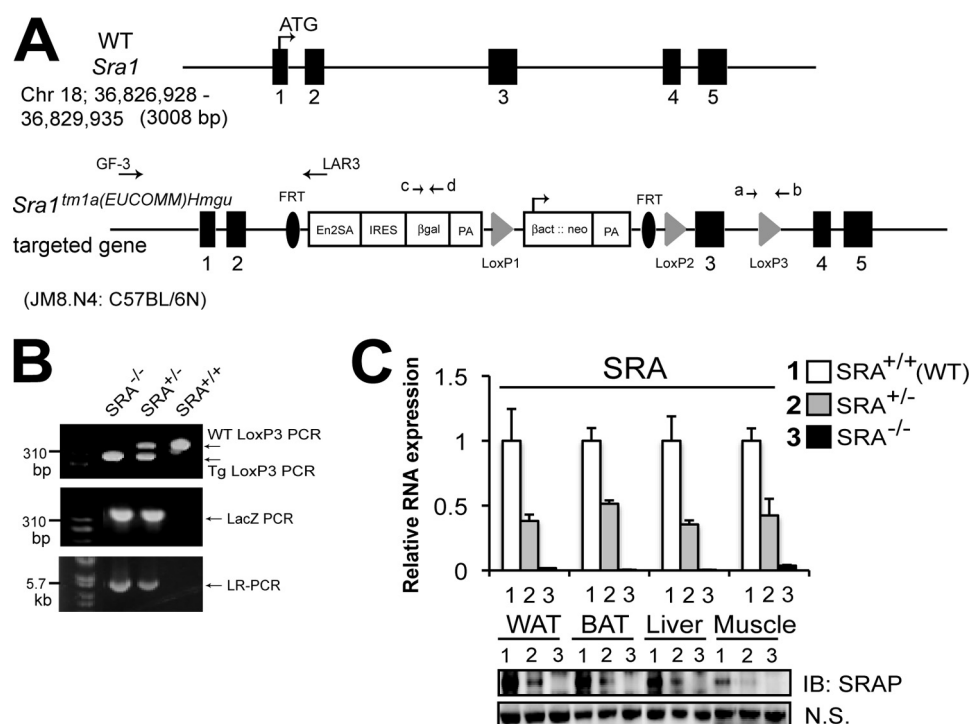 A
WT
Sra1
Chr 18; 36,826,928 -
36,829,935 (3008 bp)
ATG
1 2 3 4 5
GF-3
LAR3
Sra1tm1a(EUCOMM)Hmgu
targeted gene
(JM8.N4: C57BL/6N)
FRT
c d
FRT
a b
En2SA IRES βgal PA
βact :: neo PA
LoxP1
LoxP2
LoxP3
1 2 3 4 5
B
SRA-/- SRA+/- SRA+/+
310
bp
WT LoxP3 PCR
Tg LoxP3 PCR
310
bp
LacZ PCR
5.7
kb
LR-PCR
C
SRA
Relative RNA expression
1.5
1
0.5
0
1 SRA+/+(WT)
2 SRA+/-
3 SRA-/-
1 2 3 1 2 3 1 2 3 1 2 3
WAT BAT Liver Muscle
1 2 3 1 2 3 1 2 3 1 2 3
IB: SRAP
N.S.